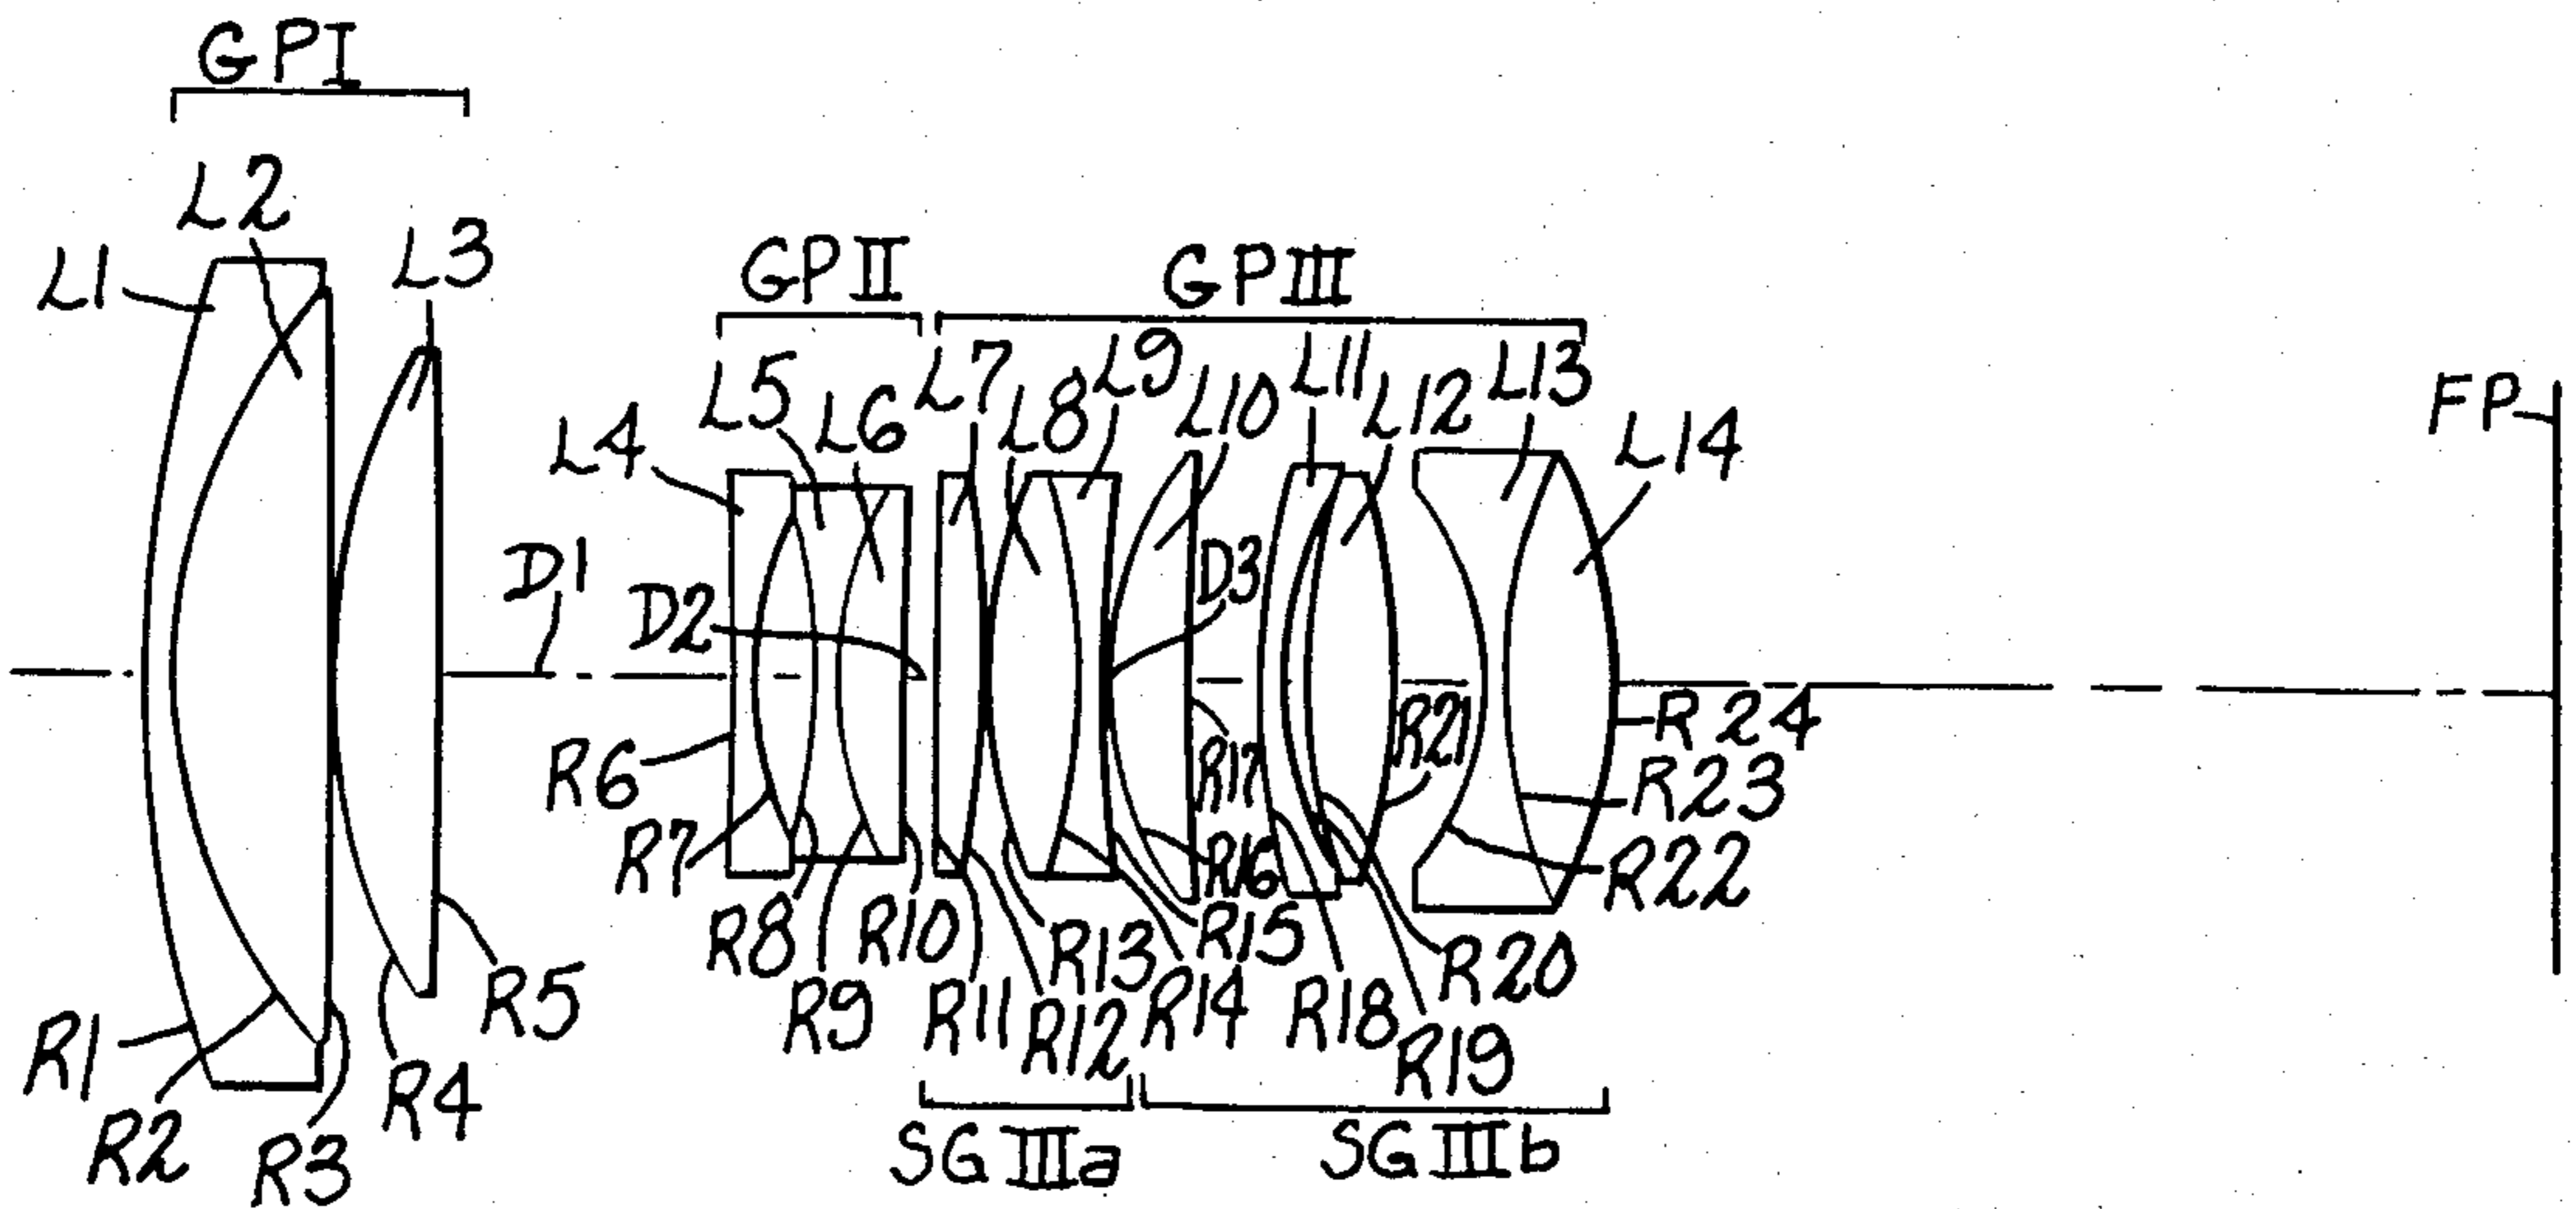 GPI
L2
L1
L3
GPII
GPIII
L4
L5
L6
L7
L8
L9
L10
L11
L12
L13
L14
FP
D1
D2
D3
R6
R7
R17
R21
R24
R23
R22
R16
R8
R9
R10
R11
R12
R13
R14
R15
R18
R19
R20
R5
R4
R1
R2
R3
SGIIIa
SGIIIb